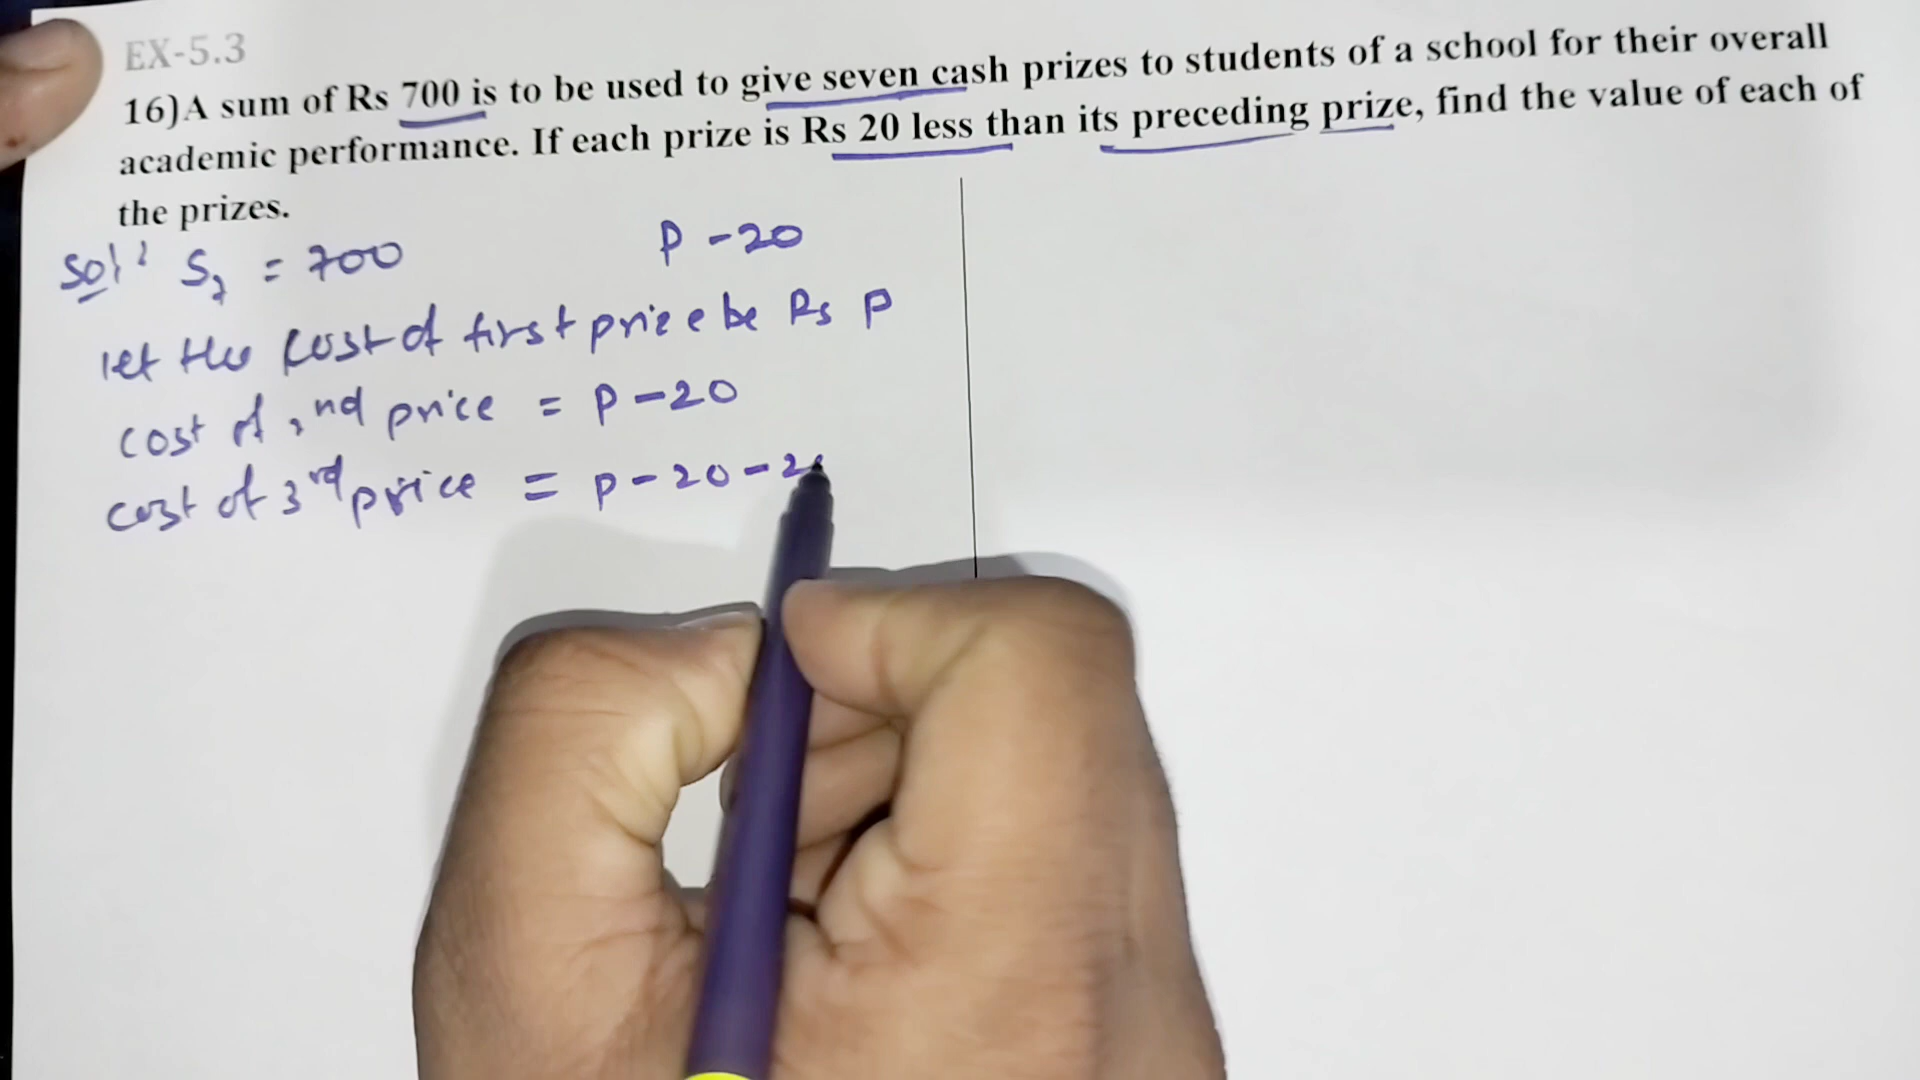 EX-5.3
16)A sum of Rs 700 is to be used to give seven cash prizes to students of a school for their overall
academic performance. If each prize is Rs 20 less than its preceding prize, find the value of each of
the prizes.
P - 20
Sol: S₇ = 700
let the cost of first prize be Rs P
cost of 2nd price = P - 20
cost of 3rd price = P - 20 - 2